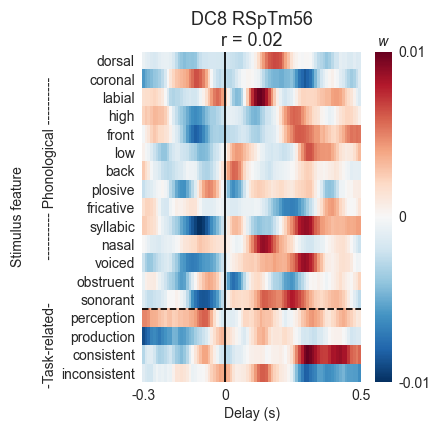 DC8 RSpTm56
r = 0.02
w
dorsal
coronal
labial
high
front
low
back
plosive
fricative
syllabic
nasal
voiced
obstruent
sonorant
perception
production
consistent
inconsistent
Stimulus feature
-Task-related- ---------- Phonological ----------
0.01
0
-0.01
-0.3 0 0.5
Delay (s)